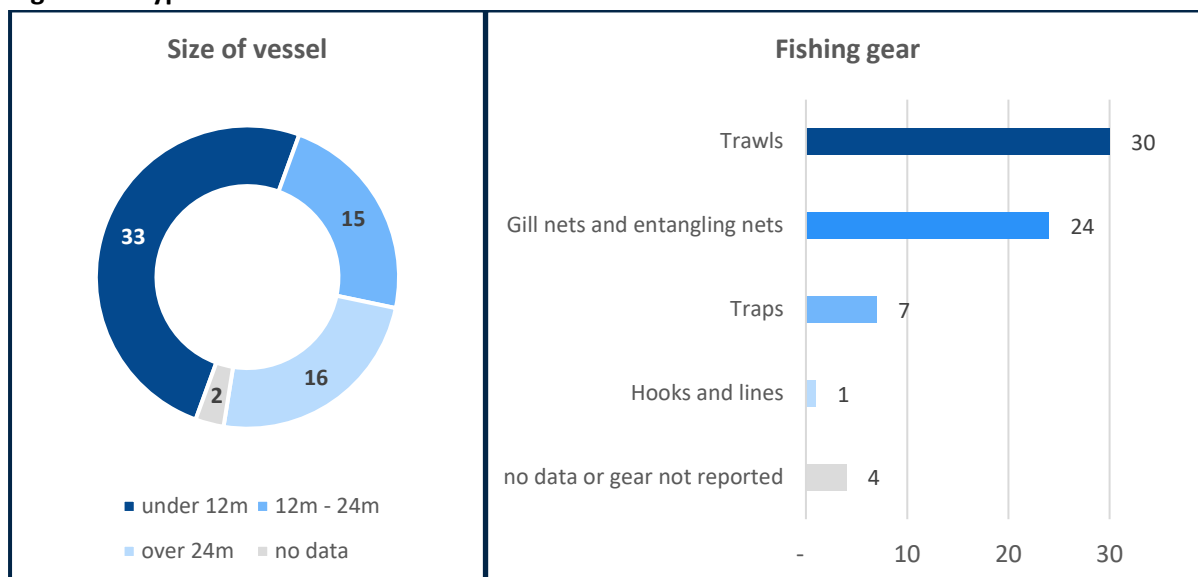 Size of vessel
33
15
16
2
under 12m
12m - 24m
over 24m
no data
Fishing gear
Trawls
30
Gill nets and entangling nets
24
Traps
7
Hooks and lines
1
no data or gear not reported
4
- 10 20 30